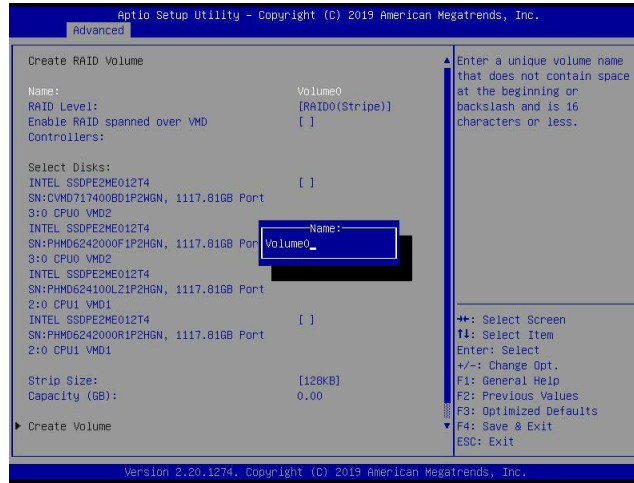 Aptio Setup Utility – Copyright (C) 2019 American Megatrends, Inc.
Advanced
Create RAID Volume
Name: Volume0
RAID Level: [RAID0(Stripe)]
Enable RAID spanned over VMD [ ]
Controllers:
Select Disks:
INTEL SSDPE2ME012T4 [ ]
SN:CVMD717400BD1P2WGN, 1117.81GB Port
3:0 CPU0 VMD2
INTEL SSDPE2ME012T4
SN:PHMD6242000F1P2HGN, 1117.81GB Por
3:0 CPU0 VMD2
INTEL SSDPE2ME012T4
SN:PHMD624100LZ1P2HGN, 1117.81GB Port
2:0 CPU1 VMD1
INTEL SSDPE2ME012T4 [ ]
SN:PHMD6242000R1P2HGN, 1117.81GB Port
2:0 CPU1 VMD1
Strip Size: [128KB]
Capacity (GB): 0.00
Create Volume
Name:
Volume0_
Enter a unique volume name
that does not contain space
at the beginning or
backslash and is 16
characters or less.
→←: Select Screen
↑↓: Select Item
Enter: Select
+/-: Change Opt.
F1: General Help
F2: Previous Values
F3: Optimized Defaults
F4: Save & Exit
ESC: Exit
Version 2.20.1274. Copyright (C) 2019 American Megatrends, Inc.